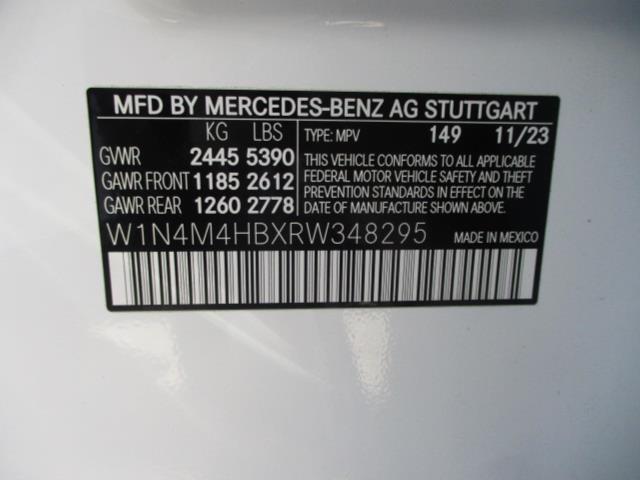 MFD BY MERCEDES-BENZ AG STUTTGART
KG LBS
GVWR 2445 5390
GAWR FRONT 1185 2612
GAWR REAR 1260 2778
TYPE: MPV 149 11/23
THIS VEHICLE CONFORMS TO ALL APPLICABLE
FEDERAL MOTOR VEHICLE SAFETY AND THEFT
PREVENTION STANDARDS IN EFFECT ON THE
DATE OF MANUFACTURE SHOWN ABOVE.
W1N4M4HBXRW348295
MADE IN MEXICO